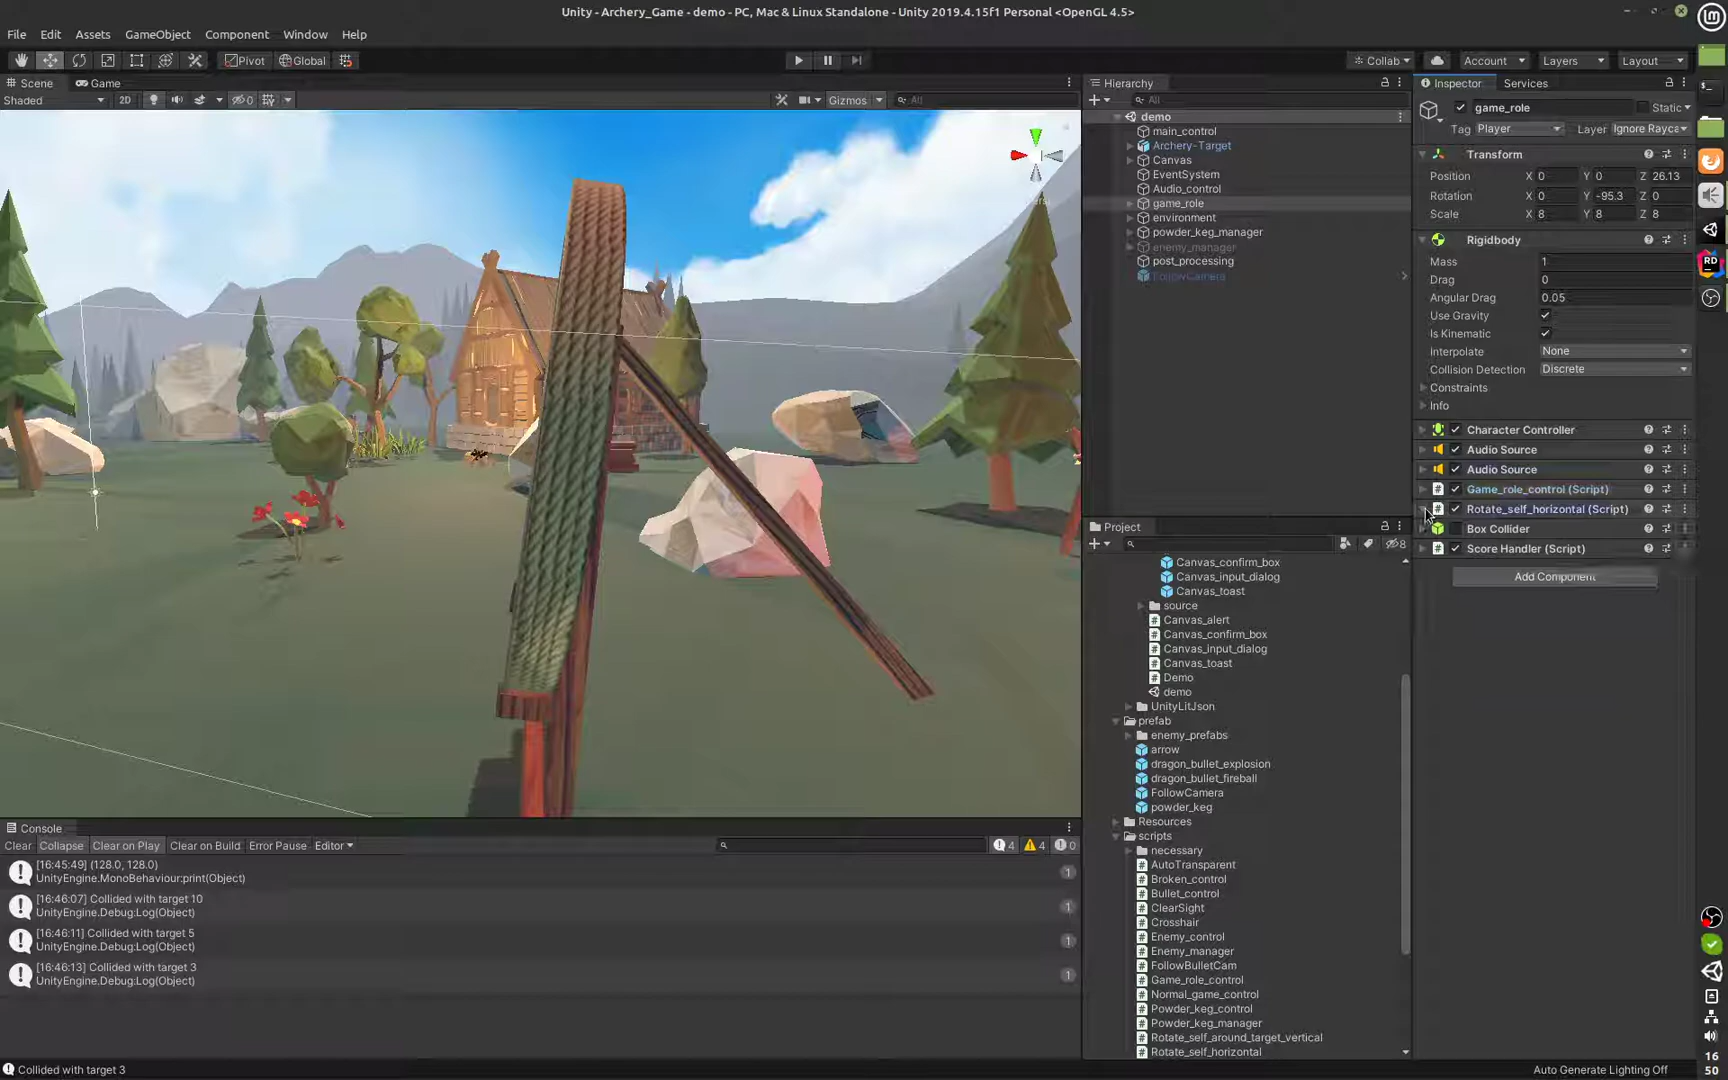 Unity - Archery_Game - demo - PC, Mac & Linux Standalone - Unity 2019.4.15f1 Personal <OpenGL 4.5>
File Edit Assets GameObject Component Window Help
Pivot Global Collab Account Layers Layout
Scene Game
Shaded 2D 0 Gizmos All
Hierarchy
All
demo
main_control
Archery-Target
Canvas
EventSystem
Audio_control
game_role
environment
powder_keg_manager
enemy_manager
post_processing
FollowCamera
Inspector Services
game_role Static
Tag Player Layer Ignore Rayca
Transform
Position X 0 Y 0 Z 26.13
Rotation X 0 Y -95.3 Z 0
Scale X 8 Y 8 Z 8
Rigidbody
Mass 1
Drag 0
Angular Drag 0.05
Use Gravity
Is Kinematic
Interpolate None
Collision Detection Discrete
Constraints
Info
Character Controller
Audio Source
Audio Source
Game_role_control (Script)
Rotate_self_horizontal (Script)
Box Collider
Score Handler (Script)
Add Component
Project
8
Canvas_confirm_box
Canvas_input_dialog
Canvas_toast
source
Canvas_alert
Canvas_confirm_box
Canvas_input_dialog
Canvas_toast
Demo
demo
UnityLitJson
prefab
enemy_prefabs
arrow
dragon_bullet_explosion
dragon_bullet_fireball
FollowCamera
powder_keg
Resources
scripts
necessary
AutoTransparent
Broken_control
Bullet_control
ClearSight
Crosshair
Enemy_control
Enemy_manager
FollowBulletCam
Game_role_control
Normal_game_control
Powder_keg_control
Powder_keg_manager
Rotate_self_around_target_vertical
Rotate_self_horizontal
Console
Clear Collapse Clear on Play Clear on Build Error Pause Editor 4 4 0
[16:45:49] (128.0, 128.0)
UnityEngine.MonoBehaviour:print(Object)
1
[16:46:07] Collided with target 10
UnityEngine.Debug:Log(Object)
1
[16:46:11] Collided with target 5
UnityEngine.Debug:Log(Object)
1
[16:46:13] Collided with target 3
UnityEngine.Debug:Log(Object)
1
Collided with target 3
Auto Generate Lighting Off
RD
16
50